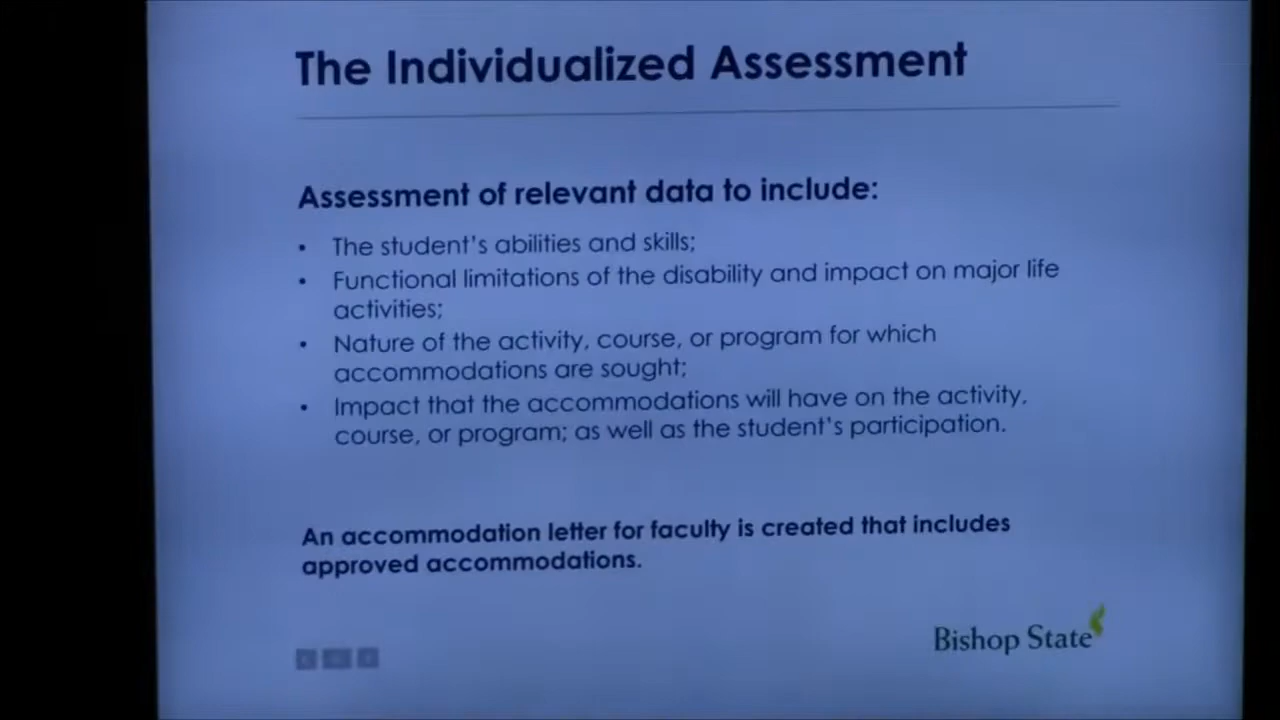 The Individualized Assessment
Assessment of relevant data to include:
• The student's abilities and skills;
• Functional limitations of the disability and impact on major life
activities;
• Nature of the activity, course, or program for which
accommodations are sought;
• Impact that the accommodations will have on the activity,
course, or program; as well as the student's participation.
An accommodation letter for faculty is created that includes
approved accommodations.
Bishop State